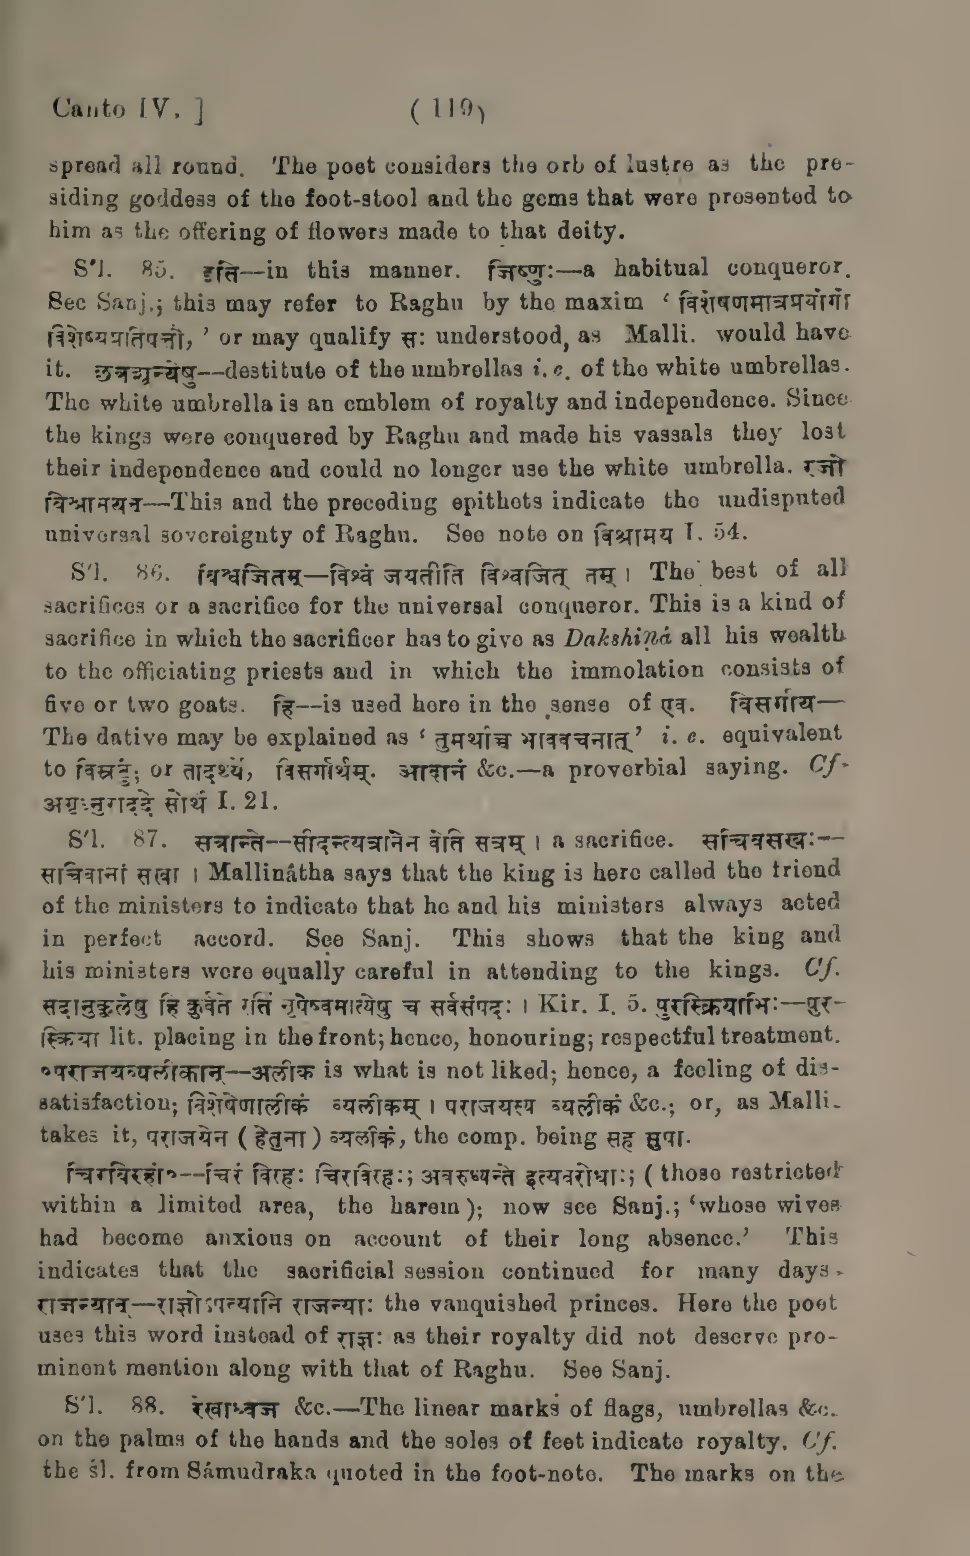 Canto IV. ] ( 119 )
spread all round. The poet considers the orb of lustre as the pre-
siding goddess of the foot-stool and the gems that were presented to
him as the offering of flowers made to that deity.
S'l. 85. इति—in this manner. जिष्णुः—a habitual conqueror.
See Sanj.; this may refer to Raghu by the maxim ‘ विशेषणमात्रप्रयोगो
विशेष्यप्रतिपत्तौ, ’ or may qualify सः understood, as Malli. would have
it. छत्रशून्येषु--destitute of the umbrellas i. e. of the white umbrellas.
The white umbrella is an emblem of royalty and independence. Since
the kings were conquered by Raghu and made his vassals they lost
their independence and could no longer use the white umbrella. रजो
विश्रानयन—This and the preceding epithets indicate the undisputed
universal sovereignty of Raghu. See note on विश्रामय I. 54.
S'l. 86. विश्वजितम्—विश्वं जयतीति विश्वजित् तम् । The best of all
sacrifices or a sacrifice for the universal conqueror. This is a kind of
sacrifice in which the sacrificer has to give as Dakshiṇá all his wealth
to the officiating priests and in which the immolation consists of
five or two goats. हि--is used here in the sense of एव. विसर्गाय—
The dative may be explained as ‘ तुमर्थाच्च भाववचनात् ’ i. e. equivalent
to विस्रष्टुं; or तादर्थ्ये, विसर्गार्थम्. आदानं &c.—a proverbial saying. Cf-
अगृध्नुराददे सोर्थं I. 21.
S'l. 87. सत्रान्ते--सीदन्त्यत्रानेन वेति सत्रम् । a sacrifice. सचिवसखः--
सचिवानां सखा । Mallinâtha says that the king is here called the friend
of the ministers to indicate that he and his ministers always acted
in perfect accord. See Sanj. This shows that the king and
his ministers were equally careful in attending to the kings. Cf.
सदानुकूलेषु हि कुर्वते रतिं नृपेष्वमात्येषु च सर्वसंपदः । Kir. I. 5. पुरस्क्रियाभिः—पुर-
स्क्रिया lit. placing in the front; hence, honouring; respectful treatment.
०पराजयव्यलीकान्—अलीक is what is not liked; hence, a feeling of dis-
satisfaction; विशेषेणालीकं व्यलीकम् । पराजयस्य व्यलीकं &c.; or, as Malli.
takes it, पराजयेन ( हेतुना ) व्यलीकं, the comp. being सह सुपा.
चिरविरहो०--चिरं विरहः चिरविरहः; अवरुध्यन्ते इत्यवरोधाः; ( those restricted
within a limited area, the harem ); now see Sanj.; ‘whose wives
had become anxious on account of their long absence.’ This
indicates that the sacrificial session continued for many days.
राजन्यान्—राज्ञोऽपत्यानि राजन्याः the vanquished princes. Here the poet
uses this word instead of राज्ञः as their royalty did not deserve pro-
minent mention along with that of Raghu. See Sanj.
S'l. 88. रेखाध्वज &c.—The linear marks of flags, umbrellas &c.
on the palms of the hands and the soles of feet indicate royalty. Cf.
the śl. from Sámudraka quoted in the foot-note. The marks on the